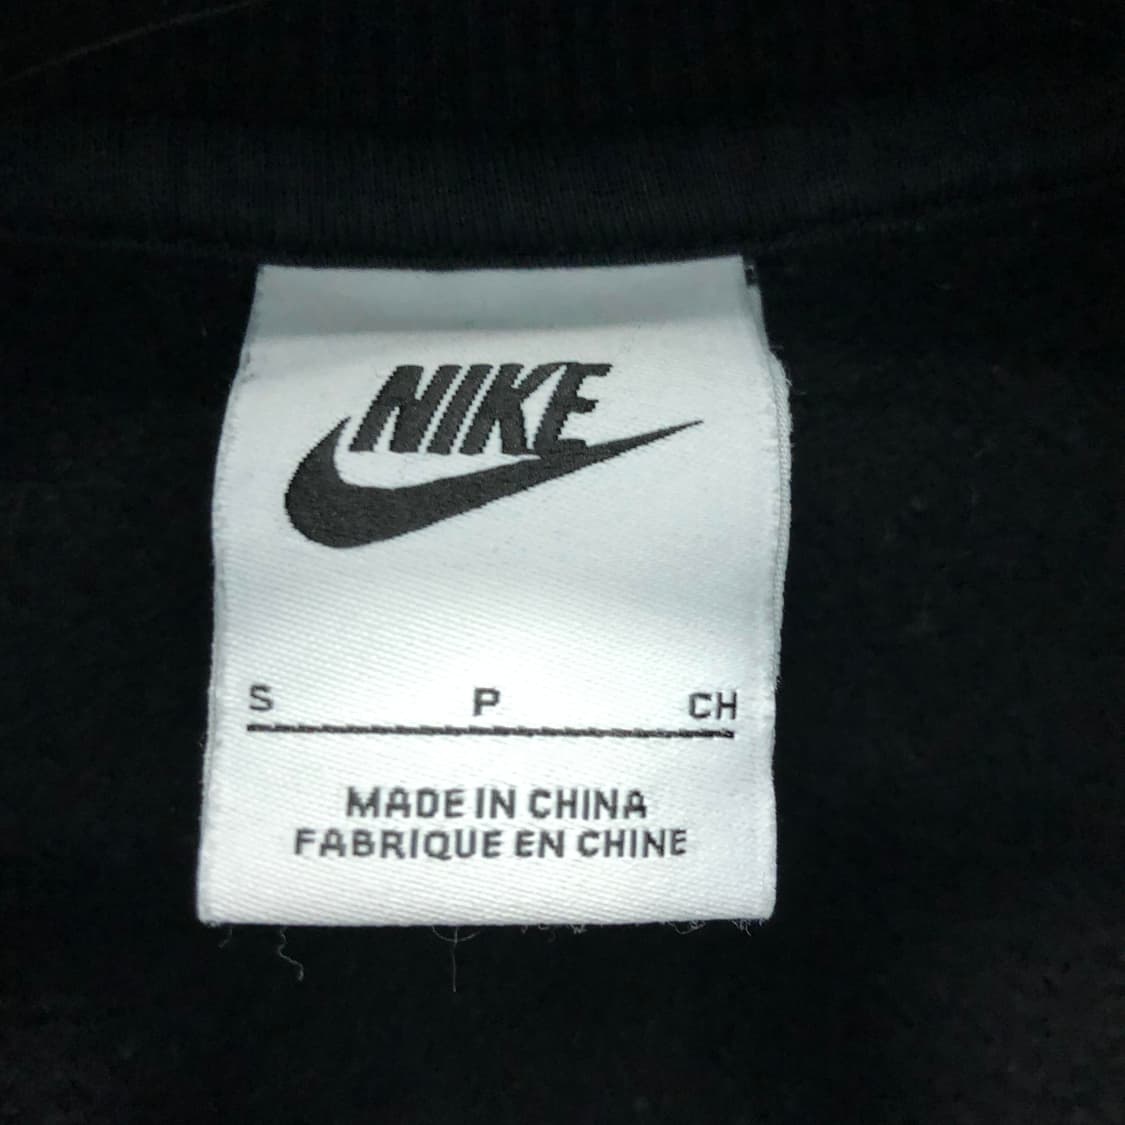 NIKE
S P CH
MADE IN CHINA
FABRIQUE EN CHINE